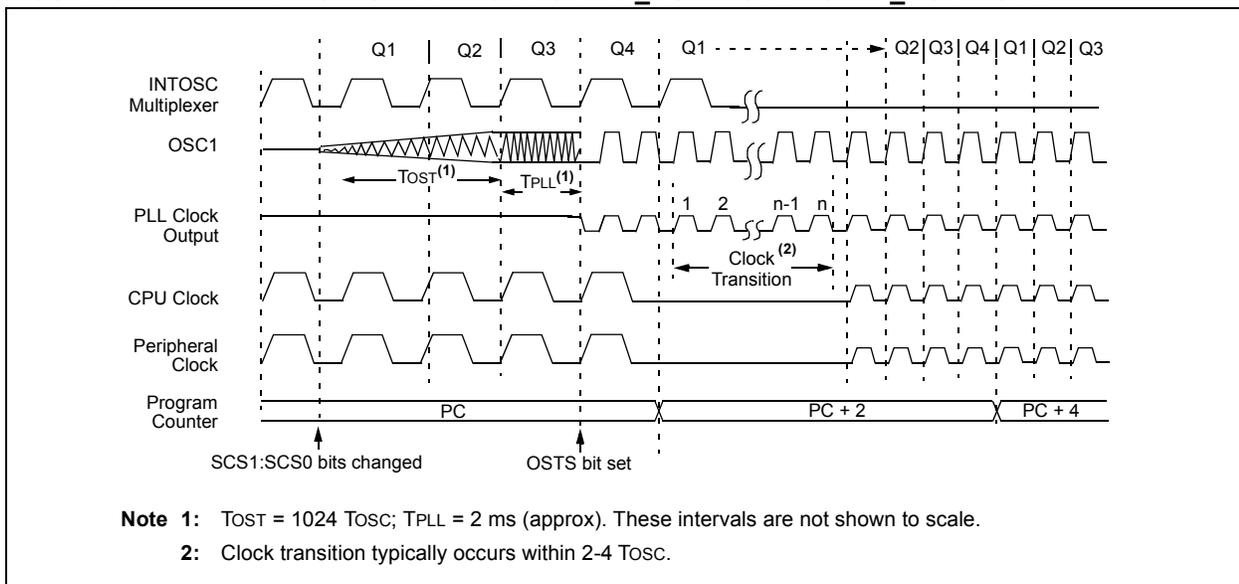 Q1 Q2 Q3 Q4 Q1 Q2 Q3 Q4 Q1 Q2 Q3
INTOSC
Multiplexer
OSC1
TOST(1) TPLL(1)
PLL Clock
Output
1 2 n-1 n
Clock (2)
Transition
CPU Clock
Peripheral
Clock
Program
Counter
PC PC + 2 PC + 4
SCS1:SCS0 bits changed OSTS bit set
Note 1: TOST = 1024 TOSC; TPLL = 2 ms (approx). These intervals are not shown to scale.
2: Clock transition typically occurs within 2-4 TOSC.